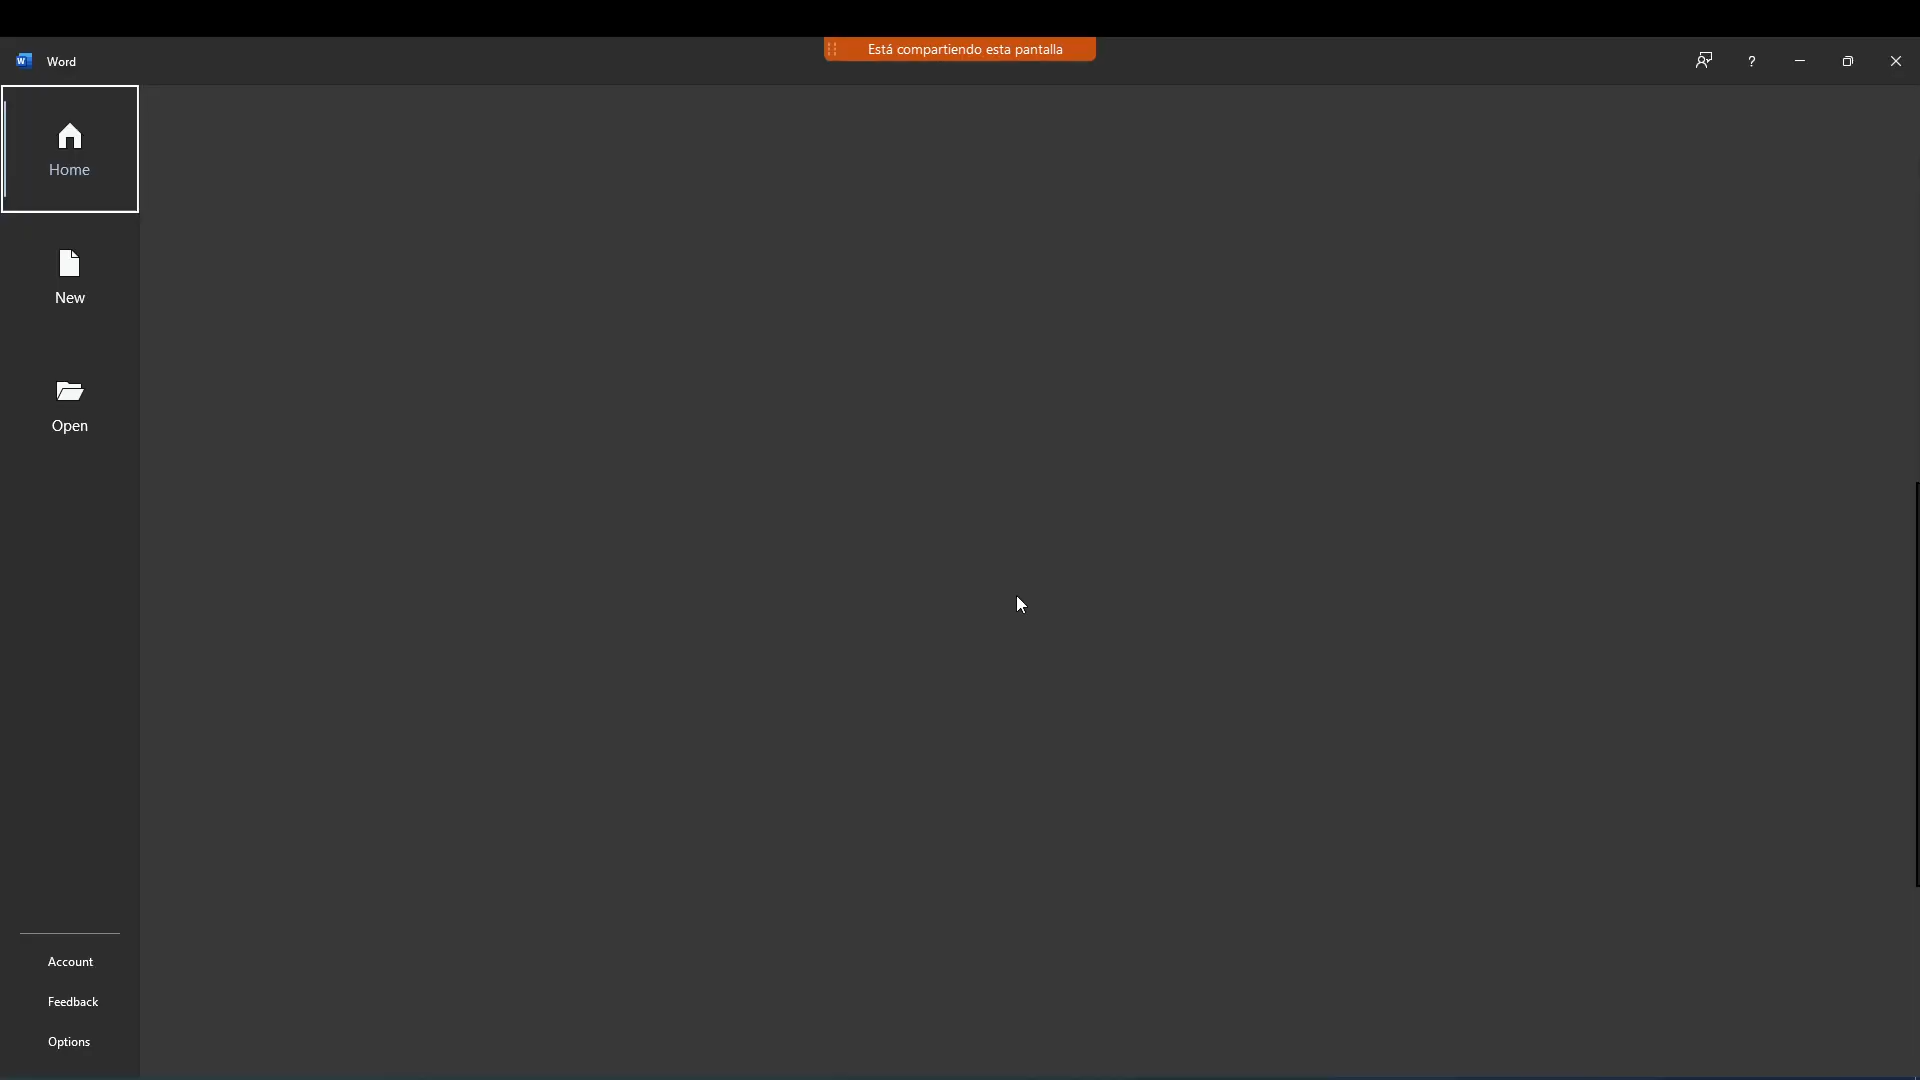 Está compartiendo esta pantalla
W Word
?
Home
New
Open
Account
Feedback
Options